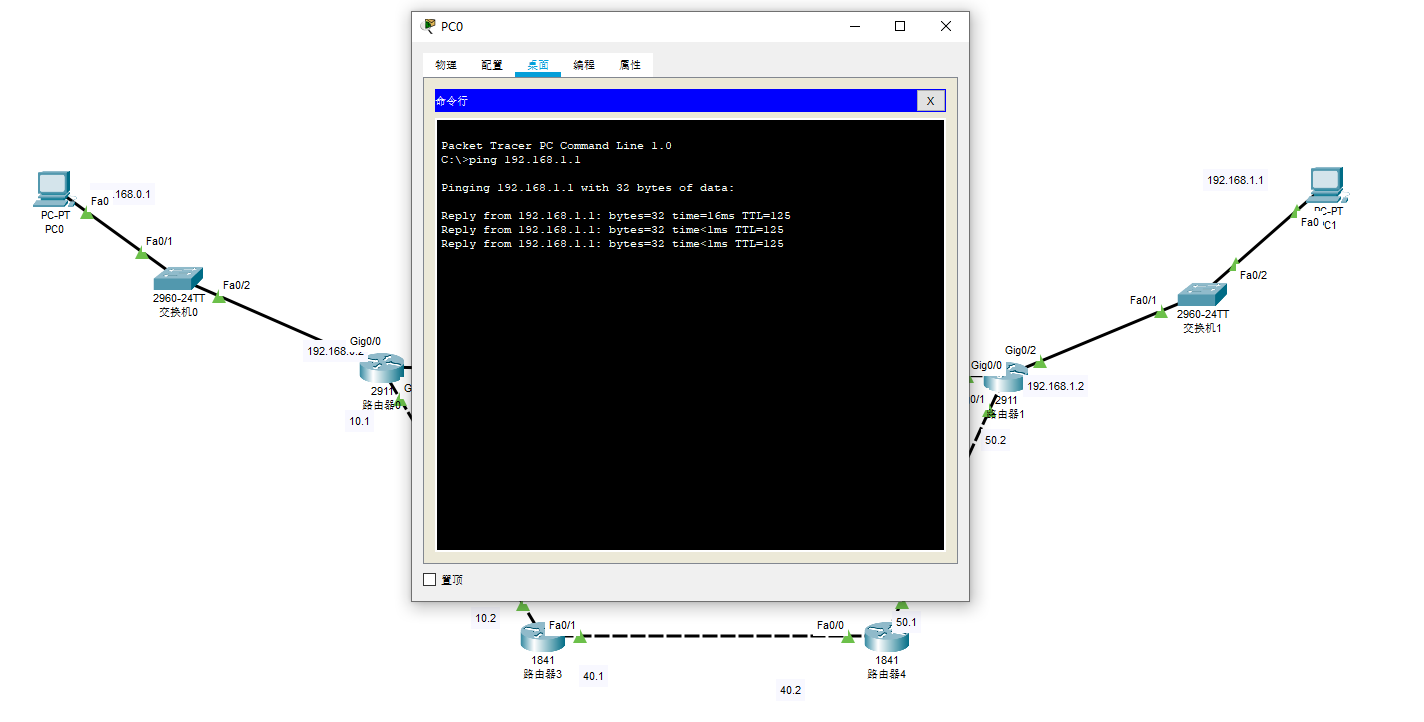 PC0
物理 配置 桌面 编程 属性
命令行 X
Packet Tracer PC Command Line 1.0
C:\>ping 192.168.1.1
Pinging 192.168.1.1 with 32 bytes of data:
Reply from 192.168.1.1: bytes=32 time=16ms TTL=125
Reply from 192.168.1.1: bytes=32 time<1ms TTL=125
Reply from 192.168.1.1: bytes=32 time<1ms TTL=125
置顶
.168.0.1
Fa0
PC-PT
PC0
Fa0/1
Fa0/2
2960-24TT
交换机0
Gig0/0
2911
路由器0
10.1
192.168.1.1
Fa0
Fa0/2
Fa0/1
2960-24TT
交换机1
Gig0/2
Gig0/0
192.168.1.2
0/1
2911
路由器1
50.2
10.2
Fa0/1
1841
路由器3
40.1
Fa0/0
50.1
1841
路由器4
40.2